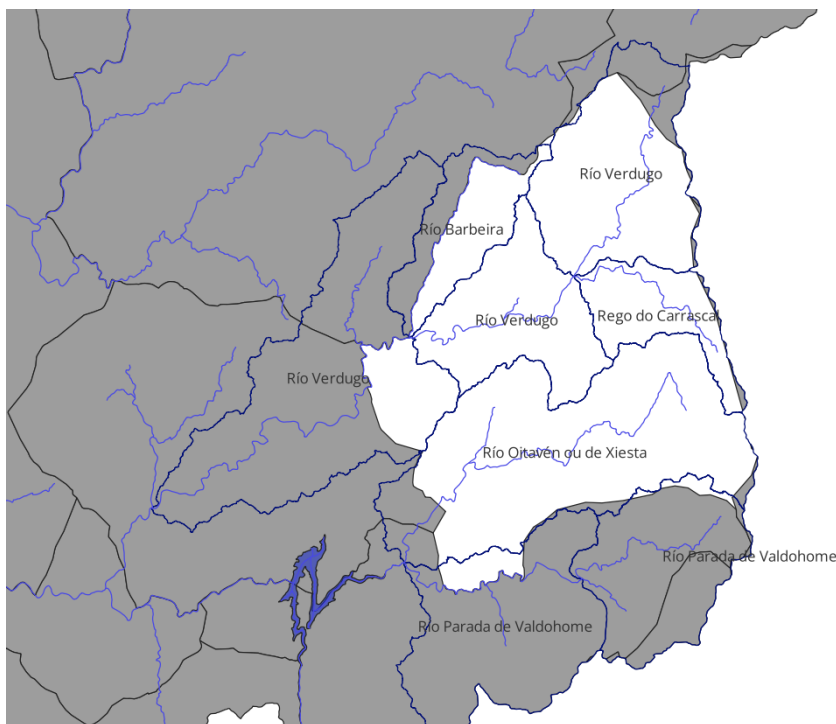 Río Verdugo
Río Barbeira
Río Verdugo
Rego do Carrascal
Río Verdugo
Río Oitavén ou de Xiesta
Río Parada de Valdohome
Río Parada de Valdohome